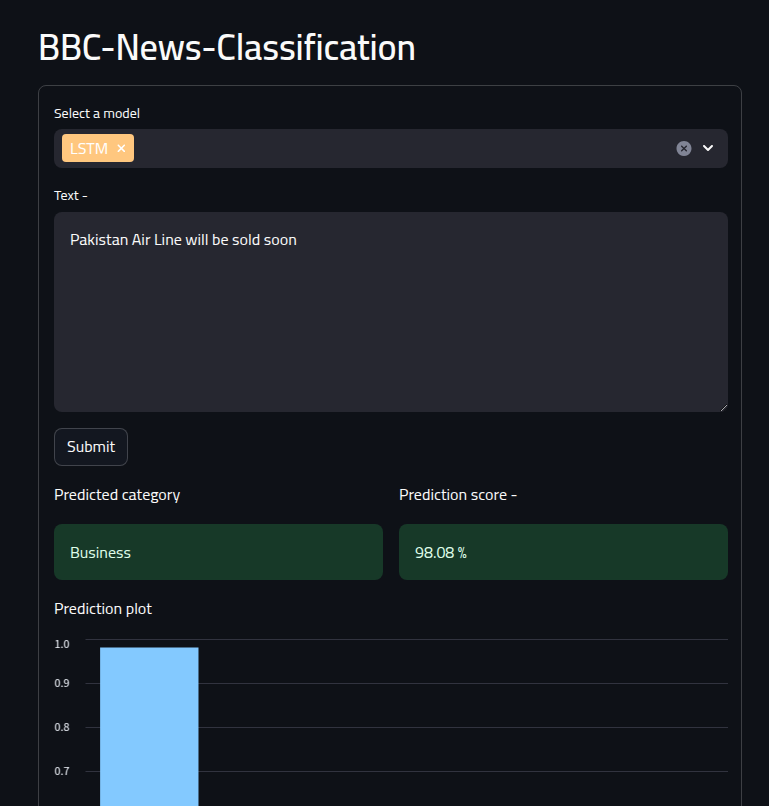 BBC-News-Classification
Select a model
LSTM ×
Text -
Pakistan Air Line will be sold soon
Submit
Predicted category
Prediction score -
Business
98.08 %
Prediction plot
1.0
0.9
0.8
0.7